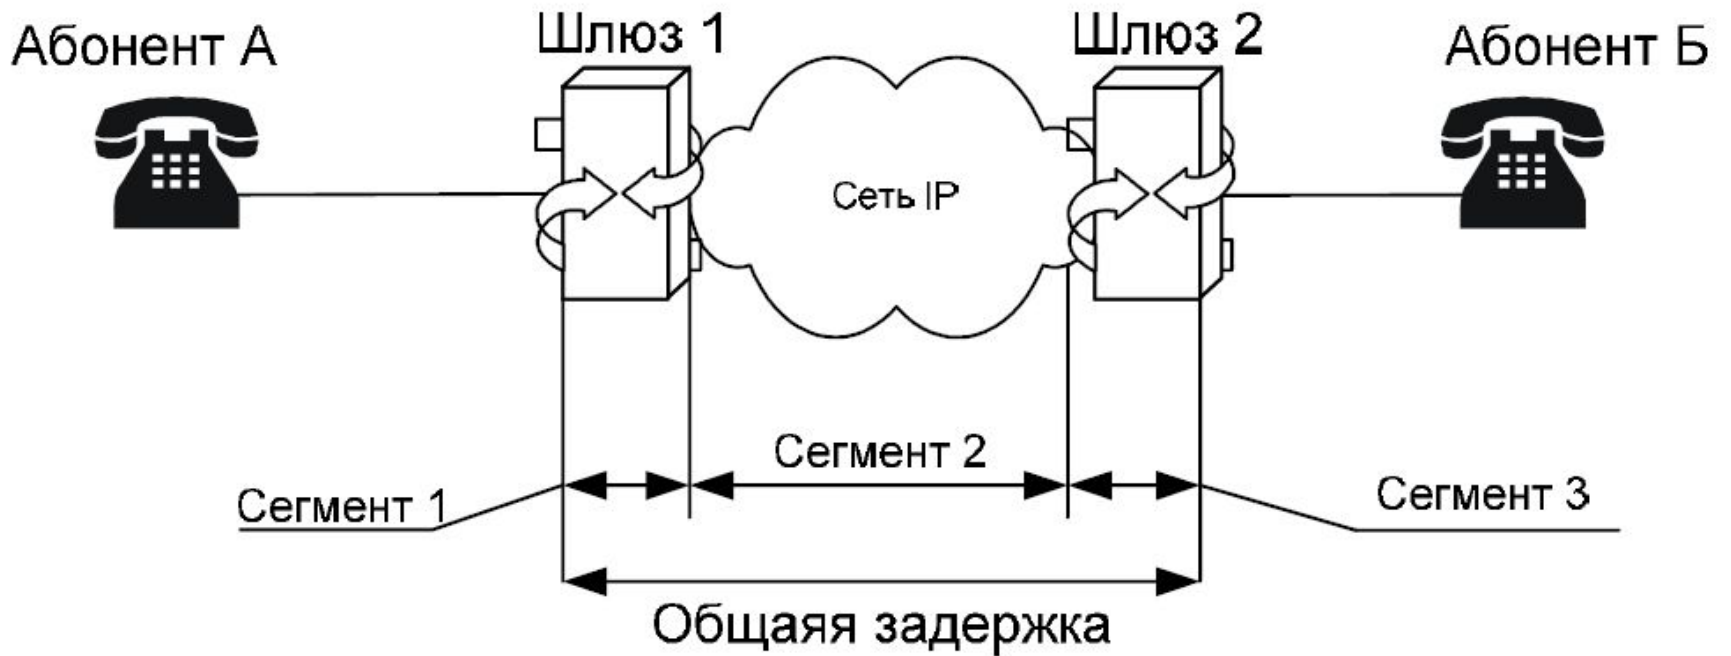 Абонент А
Шлюз 1
Шлюз 2
Абонент Б
Сеть IP
Сегмент 1
Сегмент 2
Сегмент 3
Общаяя задержка